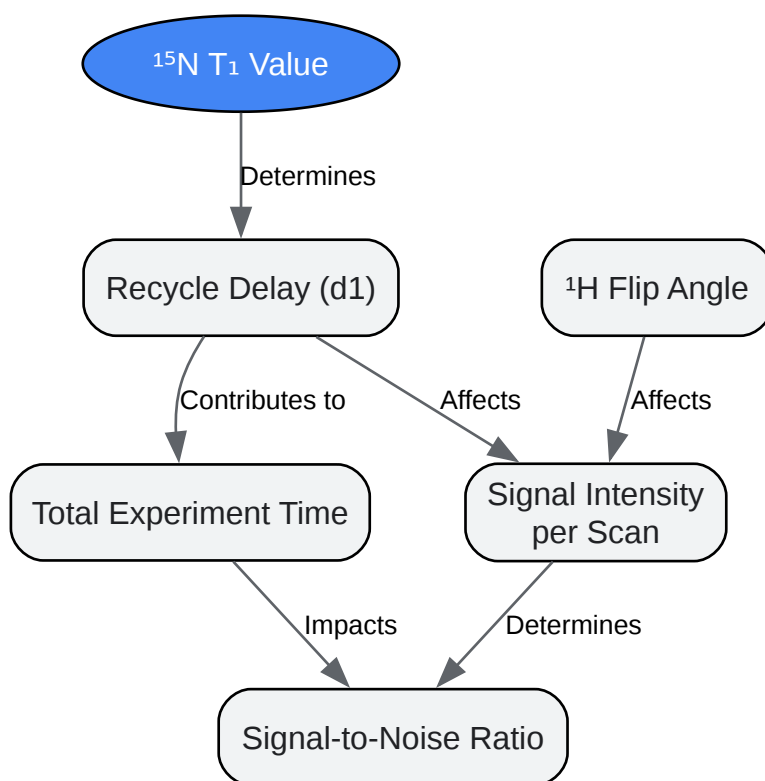 ¹⁵N T₁ Value
Determines
Recycle Delay (d1)
¹H Flip Angle
Contributes to
Affects
Affects
Total Experiment Time
Signal Intensity
per Scan
Impacts
Determines
Signal-to-Noise Ratio